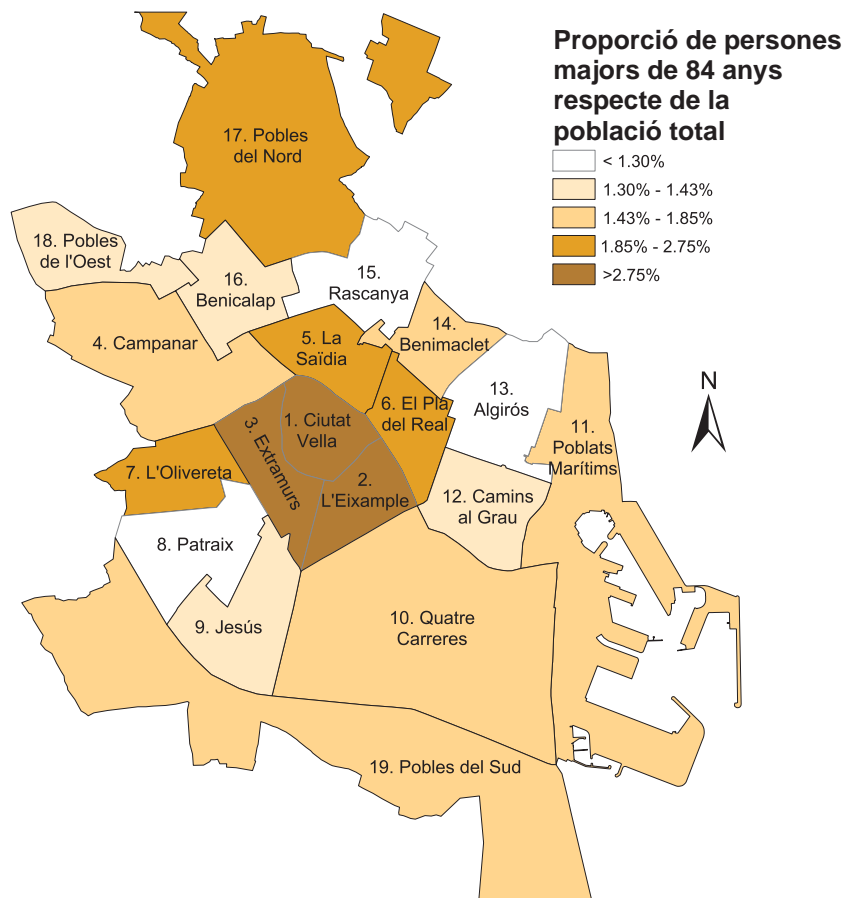 Proporció de persones
majors de 84 anys
respecte de la
població total
< 1.30%
1.30% - 1.43%
1.43% - 1.85%
1.85% - 2.75%
>2.75%
17. Pobles
del Nord
18. Pobles
de l'Oest
16.
Benicalap
15.
Rascanya
4. Campanar
5. La
Saïdia
14.
Benimaclet
6. El Pla
del Real
13.
Algirós
11.
Poblats
Marítims
N
1. Ciutat
Vella
3. Extramurs
2.
L'Eixample
7. L'Olivereta
12. Camins
al Grau
8. Patraix
9. Jesús
10. Quatre
Carreres
19. Pobles del Sud